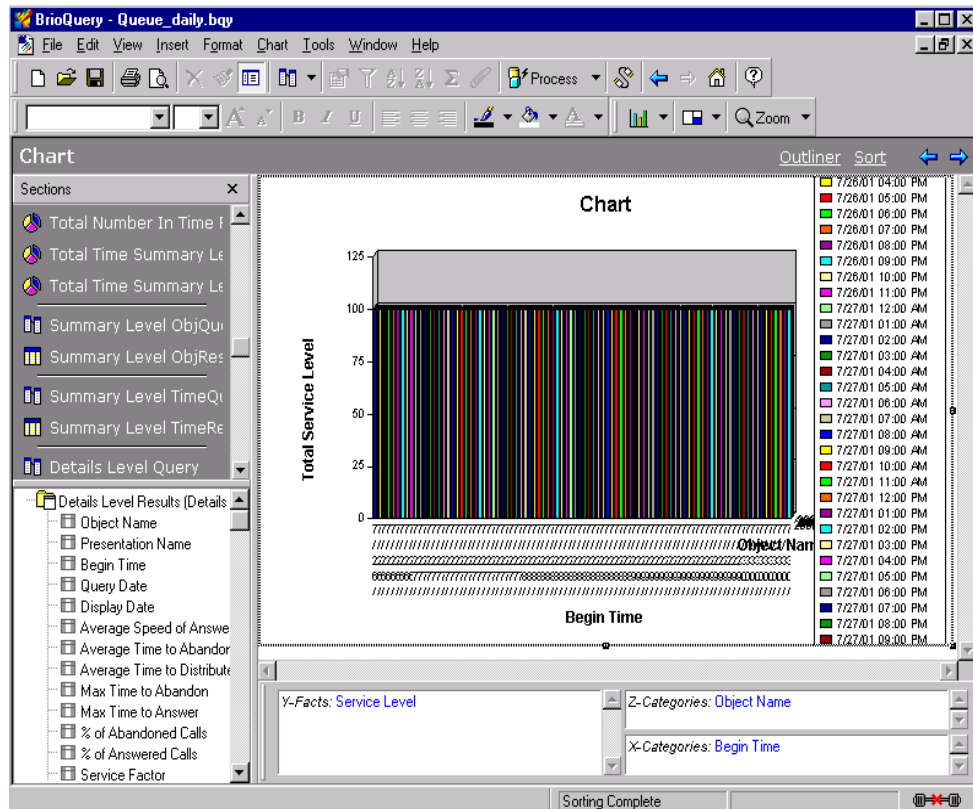 BrioQuery - Queue_daily.bqy
File Edit View Insert Format Chart Tools Window Help
Process
B I U
Zoom
Chart
Outliner Sort
Sections x
Total Number In Time
Total Time Summary Le
Total Time Summary Le
Summary Level ObjQu
Summary Level ObjRes
Summary Level TimeQu
Summary Level TimeRe
Details Level Query
Details Level Results (Details
Object Name
Presentation Name
Begin Time
Query Date
Display Date
Average Speed of Answe
Average Time to Abandon
Average Time to Distribute
Max Time to Abandon
Max Time to Answer
% of Abandoned Calls
% of Answered Calls
Service Factor
Chart
Total Service Level
125
100
75
50
25
0
Object Nam
Begin Time
7/26/01 04:00 PM
7/26/01 05:00 PM
7/26/01 06:00 PM
7/26/01 07:00 PM
7/26/01 08:00 PM
7/26/01 09:00 PM
7/26/01 10:00 PM
7/26/01 11:00 PM
7/27/01 12:00 AM
7/27/01 01:00 AM
7/27/01 02:00 AM
7/27/01 03:00 AM
7/27/01 04:00 AM
7/27/01 05:00 AM
7/27/01 06:00 AM
7/27/01 07:00 AM
7/27/01 08:00 AM
7/27/01 09:00 AM
7/27/01 10:00 AM
7/27/01 11:00 AM
7/27/01 12:00 PM
7/27/01 01:00 PM
7/27/01 02:00 PM
7/27/01 03:00 PM
7/27/01 04:00 PM
7/27/01 05:00 PM
7/27/01 06:00 PM
7/27/01 07:00 PM
7/27/01 08:00 PM
7/27/01 09:00 PM
Y-Facts: Service Level
Z-Categories: Object Name
X-Categories: Begin Time
Sorting Complete